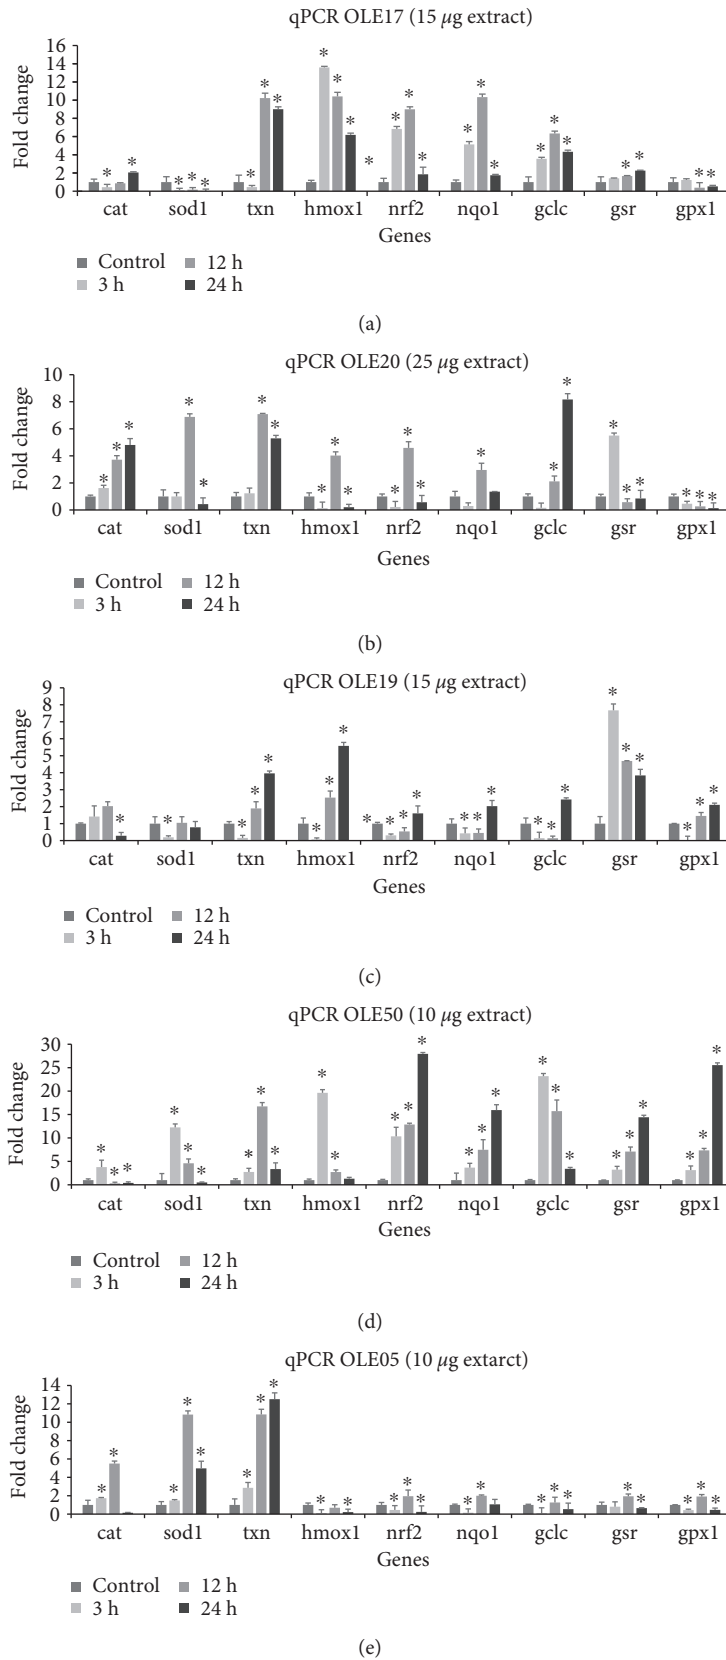 qPCR OLE17 (15 μg extract)
Fold change
16
14
12
10
8
6
4
2
0
* * * * * * * * * * * * * * * * * * * * * * * * *
cat sod1 txn hmox1 nrf2 nqo1 gclc gsr gpx1
Genes
Control 12 h
3 h 24 h
(a)
qPCR OLE20 (25 μg extract)
Fold change
10
8
6
4
2
0
cat sod1 txn hmox1 nrf2 nqo1 gclc gsr gpx1
Genes
Control 12 h
3 h 24 h
(b)
qPCR OLE19 (15 μg extract)
Fold change
9
8
7
6
5
4
3
2
1
0
cat sod1 txn hmox1 nrf2 nqo1 gclc gsr gpx1
Genes
Control 12 h
3 h 24 h
(c)
qPCR OLE50 (10 μg extract)
Fold change
30
25
20
15
10
5
0
cat sod1 txn hmox1 nrf2 nqo1 gclc gsr gpx1
Genes
Control 12 h
3 h 24 h
(d)
qPCR OLE05 (10 μg extarct)
Fold change
14
12
10
8
6
4
2
0
cat sod1 txn hmox1 nrf2 nqo1 gclc gsr gpx1
Genes
Control 12 h
3 h 24 h
(e)